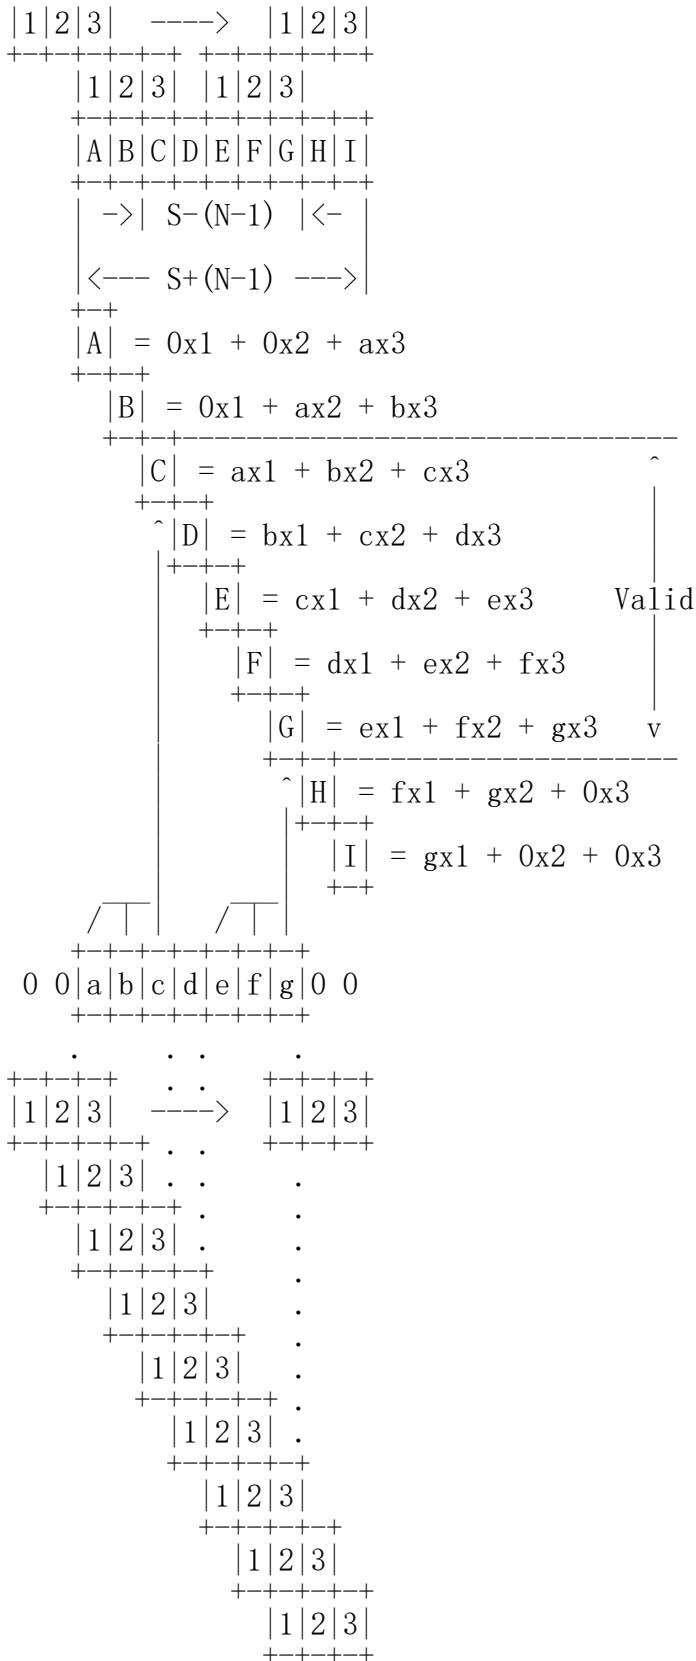 |1|2|3|  ---->  |1|2|3|
+-+-+-+-+-+ +-+-+-+-+-+
    |1|2|3| |1|2|3|
    +-+-+-+-+-+-+-+-+-+
    |A|B|C|D|E|F|G|H|I|
    +-+-+-+-+-+-+-+-+-+
    | ->| S-(N-1) |<- |
    |                 |
    |<--- S+(N-1) --->|
    +-+
    |A| = 0x1 + 0x2 + ax3
    +-+-+
      |B| = 0x1 + ax2 + bx3
      +-+-+-------------------------------
        |C| = ax1 + bx2 + cx3           ^
        +-+-+                           |
         ^|D| = bx1 + cx2 + dx3         |
         |+-+-+                         |
         |  |E| = cx1 + dx2 + ex3     Valid
         |  +-+-+                       |
         |    |F| = dx1 + ex2 + fx3     |
         |    +-+-+                     |
         |      |G| = ex1 + fx2 + gx3   v
         |      +-+-+---------------------
         |       ^|H| = fx1 + gx2 + 0x3
         |       |+-+-+
         |       |  |I| = gx1 + 0x2 + 0x3
         |       |  +-+
      ___|    ___|
     / | |   / | |
    +-+-+-+-+-+-+-+
 0 0|a|b|c|d|e|f|g|0 0
    +-+-+-+-+-+-+-+
    .     . .     .
+-+-+-+   . .   +-+-+-+
|1|2|3|  ---->  |1|2|3|
+-+-+-+-+ . .   +-+-+-+
  |1|2|3| . .     .
  +-+-+-+-+ .     .
    |1|2|3| .     .
    +-+-+-+-+     .
      |1|2|3|     .
      +-+-+-+-+   .
        |1|2|3|   .
        +-+-+-+-+ .
          |1|2|3| .
          +-+-+-+-+
            |1|2|3|
            +-+-+-+-+
              |1|2|3|
              +-+-+-+-+
                |1|2|3|
                +-+-+-+